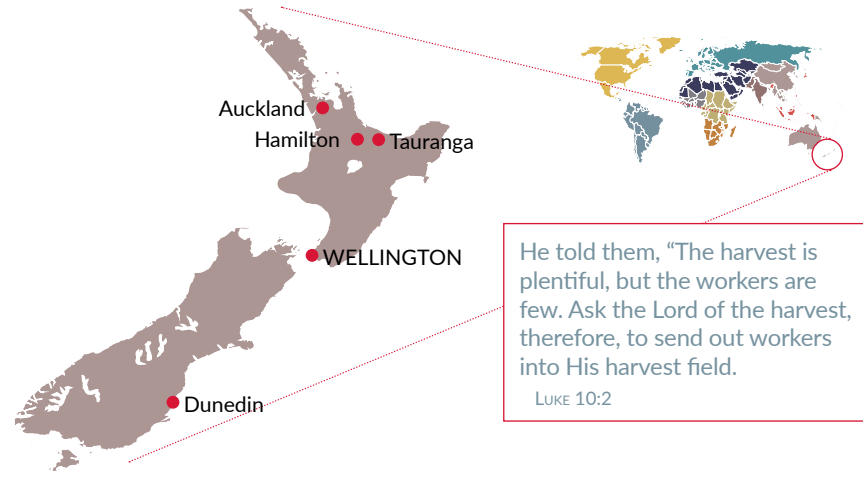 Auckland
Hamilton
Tauranga
WELLINGTON
Dunedin
He told them, “The harvest is
plentiful, but the workers are
few. Ask the Lord of the harvest,
therefore, to send out workers
into His harvest field.
Luke 10:2